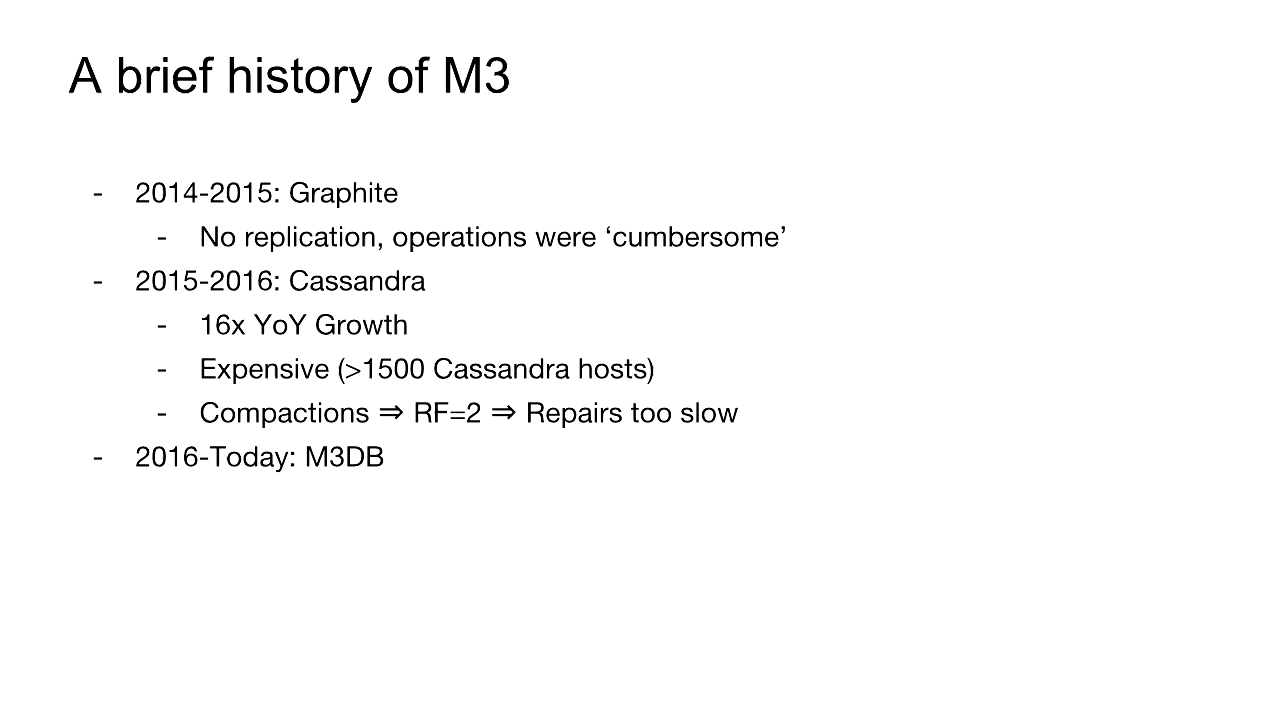 A brief history of M3
- 2014-2015: Graphite
- No replication, operations were ‘cumbersome’
- 2015-2016: Cassandra
- 16x YoY Growth
- Expensive (>1500 Cassandra hosts)
- Compactions ⇒ RF=2 ⇒ Repairs too slow
- 2016-Today: M3DB